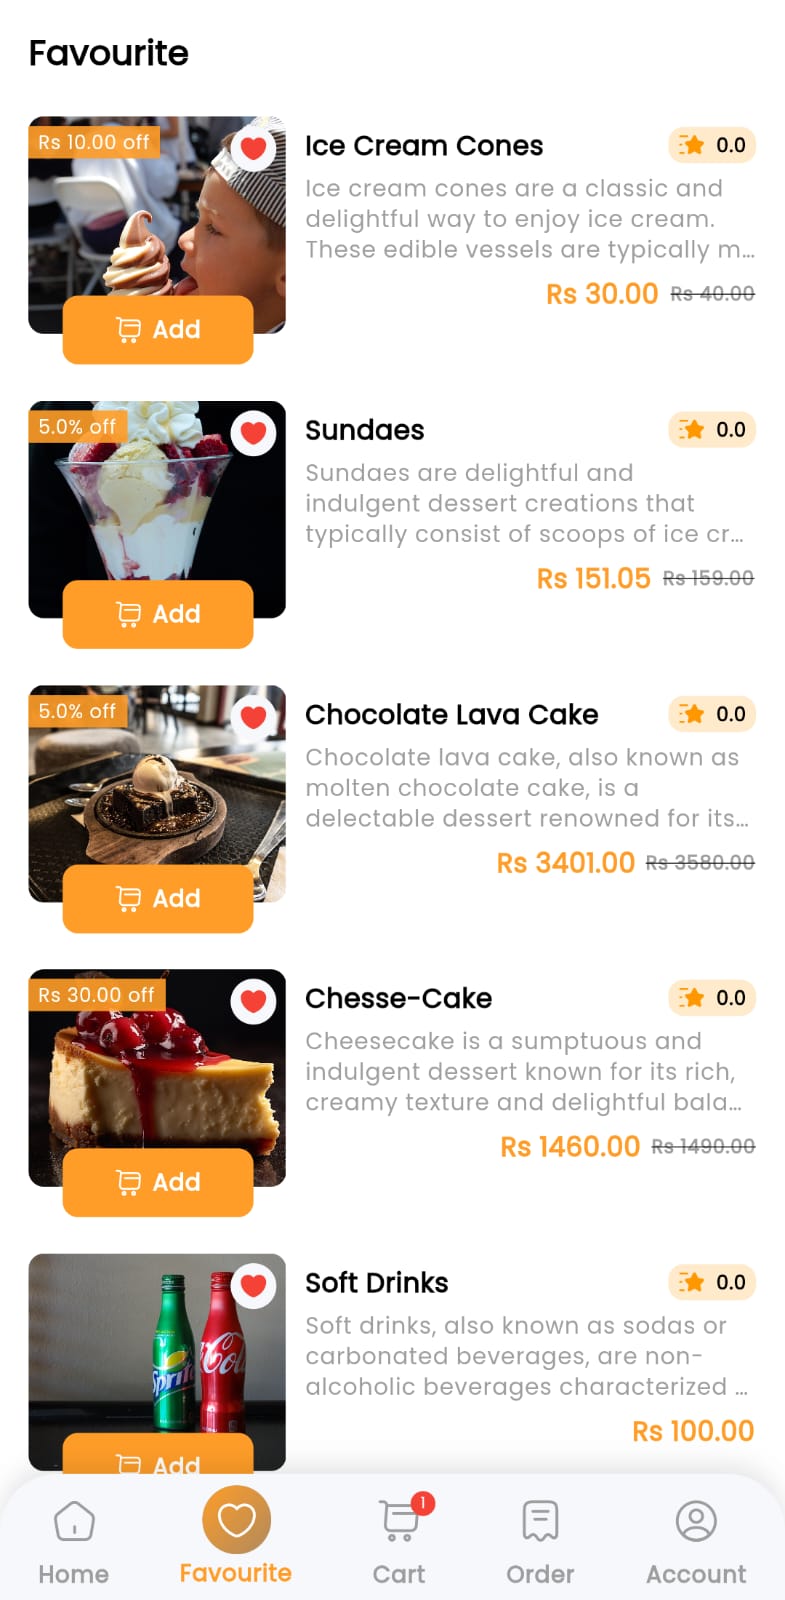 Favourite
Rs 10.00 off
Ice Cream Cones
0.0
Ice cream cones are a classic and
delightful way to enjoy ice cream.
These edible vessels are typically m...
Rs 30.00 Rs 40.00
Add
5.0% off
Sundaes
0.0
Sundaes are delightful and
indulgent dessert creations that
typically consist of scoops of ice cr...
Rs 151.05 Rs 159.00
Add
5.0% off
Chocolate Lava Cake
0.0
Chocolate lava cake, also known as
molten chocolate cake, is a
delectable dessert renowned for its...
Rs 3401.00 Rs 3580.00
Add
Rs 30.00 off
Chesse-Cake
0.0
Cheesecake is a sumptuous and
indulgent dessert known for its rich,
creamy texture and delightful bala...
Rs 1460.00 Rs 1490.00
Add
Soft Drinks
0.0
Soft drinks, also known as sodas or
carbonated beverages, are non-
alcoholic beverages characterized ...
Rs 100.00
Sprite
Col
Add
1
Home
Favourite
Cart
Order
Account